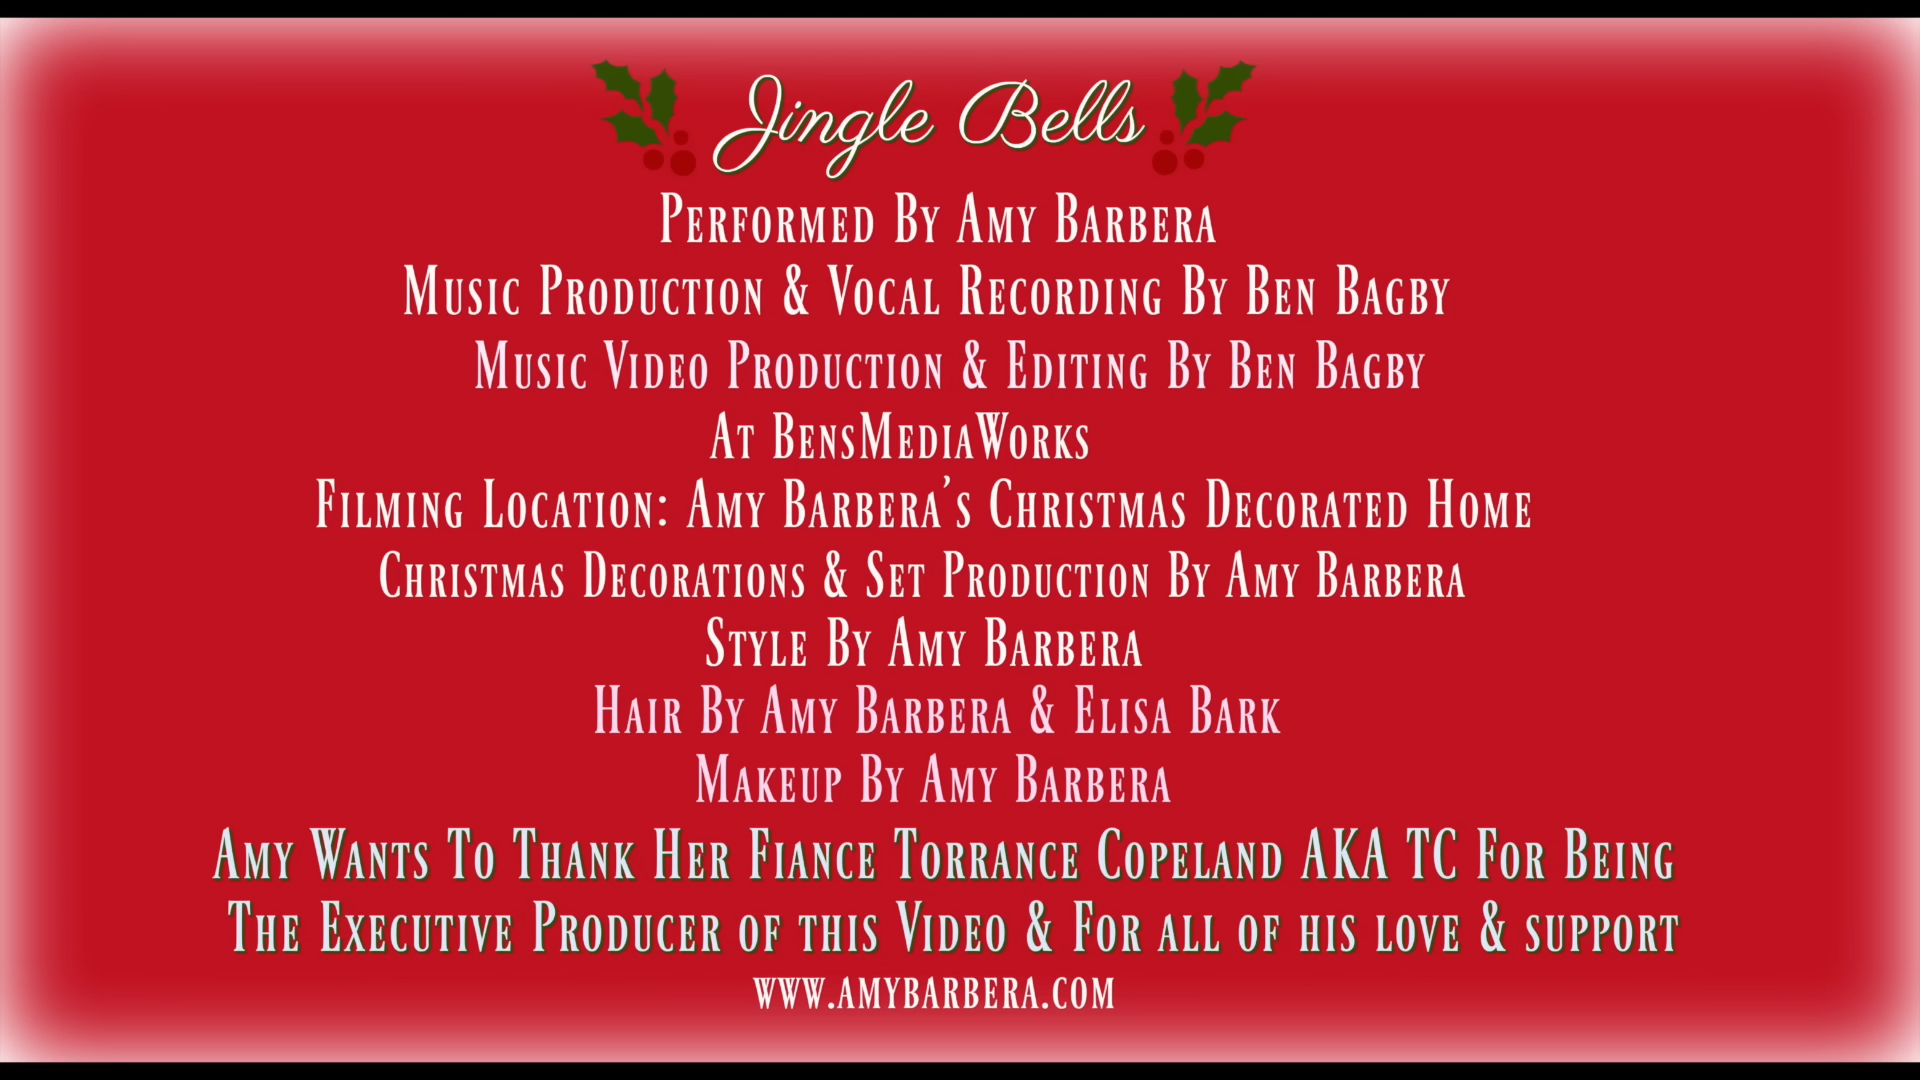 Jingle Bells
Performed By Amy Barbera
Music Production & Vocal Recording By Ben Bagby
Music Video Production & Editing By Ben Bagby
At BensMediaWorks
Filming Location: Amy Barbera's Christmas Decorated Home
Christmas Decorations & Set Production By Amy Barbera
Style By Amy Barbera
Hair By Amy Barbera & Elisa Bark
Makeup By Amy Barbera
Amy Wants To Thank Her Fiance Torrance Copeland AKA TC For Being
The Executive Producer of this Video & For all of his love & support
www.amybarbera.com